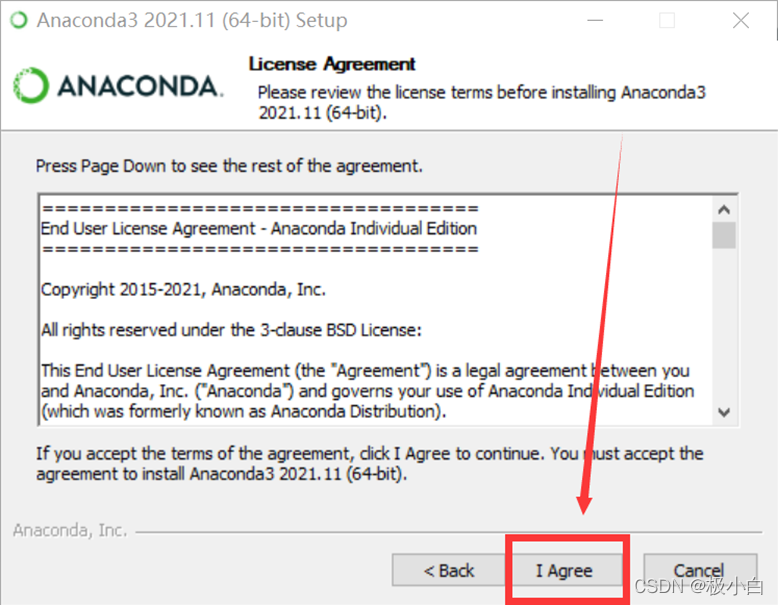 Anaconda3 2021.11 (64-bit) Setup
ANACONDA.
License Agreement
Please review the license terms before installing Anaconda3
2021.11 (64-bit).
Press Page Down to see the rest of the agreement.
===================================
End User License Agreement - Anaconda Individual Edition
===================================
Copyright 2015-2021, Anaconda, Inc.
All rights reserved under the 3-clause BSD License:
This End User License Agreement (the "Agreement") is a legal agreement between you
and Anaconda, Inc. ("Anaconda") and governs your use of Anaconda Individual Edition
(which was formerly known as Anaconda Distribution).
If you accept the terms of the agreement, click I Agree to continue. You must accept the
agreement to install Anaconda3 2021.11 (64-bit).
Anaconda, Inc.
< Back
I Agree
Cancel
CSDN @极小白